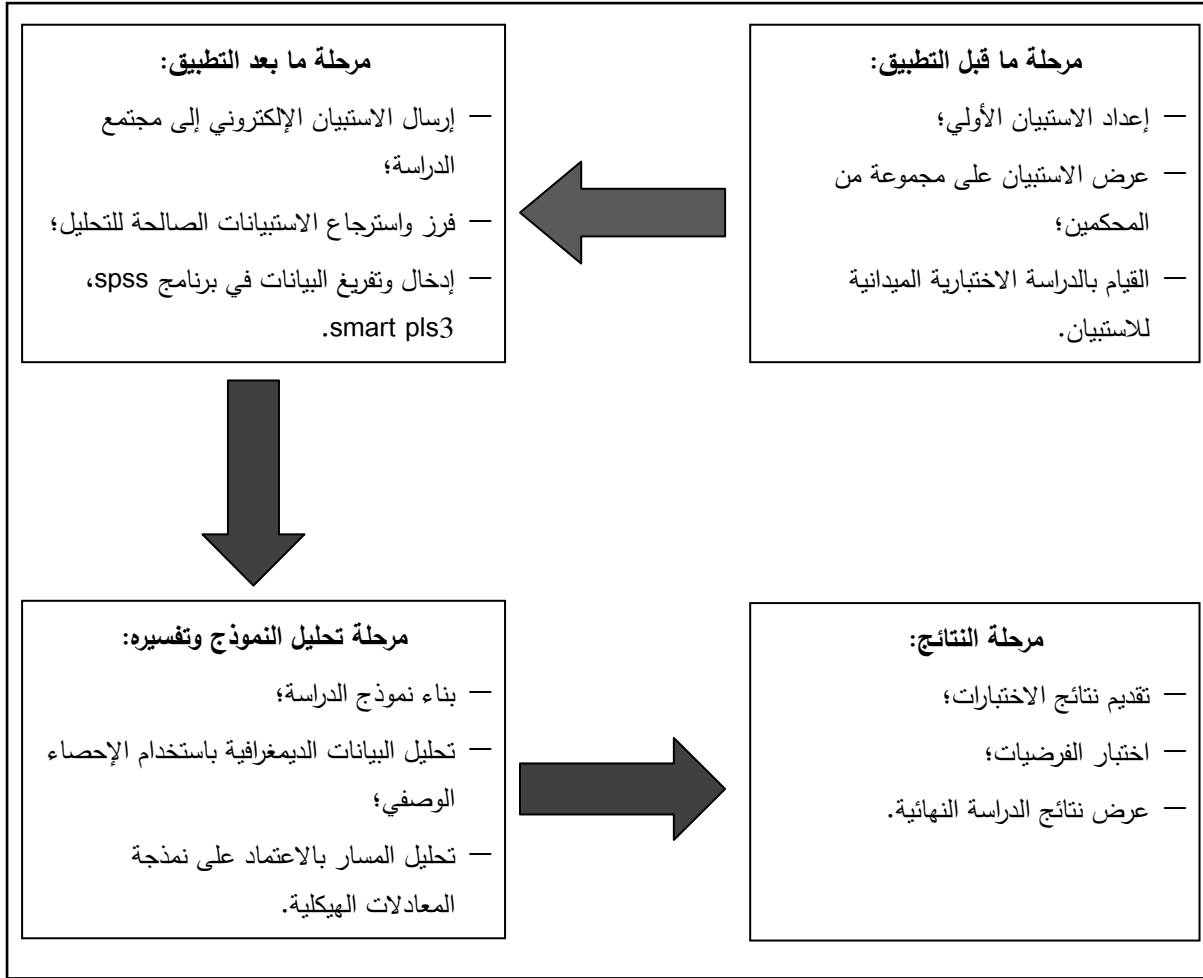 مرحلة ما قبل التطبيق:
— إعداد الاستبيان الأولي؛
— عرض الاستبيان على مجموعة من
المحكمين؛
— القيام بالدراسة الاختبارية الميدانية
للاستبيان.
مرحلة ما بعد التطبيق:
— إرسال الاستبيان الإلكتروني إلى مجتمع
الدراسة؛
— فرز واسترجاع الاستبيانات الصالحة للتحليل؛
— إدخال وتفريغ البيانات في برنامج spss،
smart pls3.
مرحلة تحليل النموذج وتفسيره:
— بناء نموذج الدراسة؛
— تحليل البيانات الديمغرافية باستخدام الإحصاء
الوصفي؛
— تحليل المسار بالاعتماد على نمذجة
المعادلات الهيكلية.
مرحلة النتائج:
— تقديم نتائج الاختبارات؛
— اختبار الفرضيات؛
— عرض نتائج الدراسة النهائية.